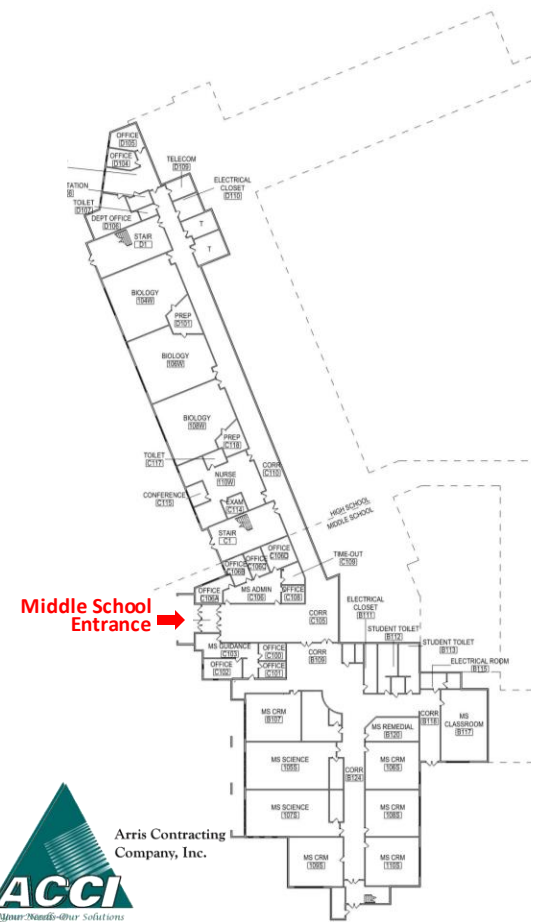 OFFICE
D105
OFFICE
D104
TELECOM
D109
ELECTRICAL
CLOSET
D110
TATION
TOILET
D107
DEPT OFFICE
D106
STAIR
D1
T
T
BIOLOGY
104W
PREP
D101
BIOLOGY
106W
BIOLOGY
108W
PREP
C118
TOILET
C117
NURSE
110W
CORR
C110
CONFERENCE
C115
EXAM
C114
HIGH SCHOOL
MIDDLE SCHOOL
STAIR
C1
OFFICE
C106D
OFFICE
C106C
OFFICE
C106B
TIME-OUT
C109
OFFICE
C106A
MS ADMIN
C106
OFFICE
C108
Middle School
Entrance
CORR
C105
ELECTRICAL
CLOSET
B111
STUDENT TOILET
B112
STUDENT TOILET
B113
MS GUIDANCE
C103
OFFICE
C100
CORR
B109
ELECTRICAL ROOM
B115
OFFICE
C102
OFFICE
C101
MS CRM
B107
MS REMEDIAL
B120
CORR
B118
MS
CLASSROOM
B117
MS SCIENCE
105S
CORR
B124
MS CRM
106S
MS SCIENCE
107S
MS CRM
108S
MS CRM
109S
MS CRM
110S
Arris Contracting
Company, Inc.
ACCI
Your Needs-Our Solutions